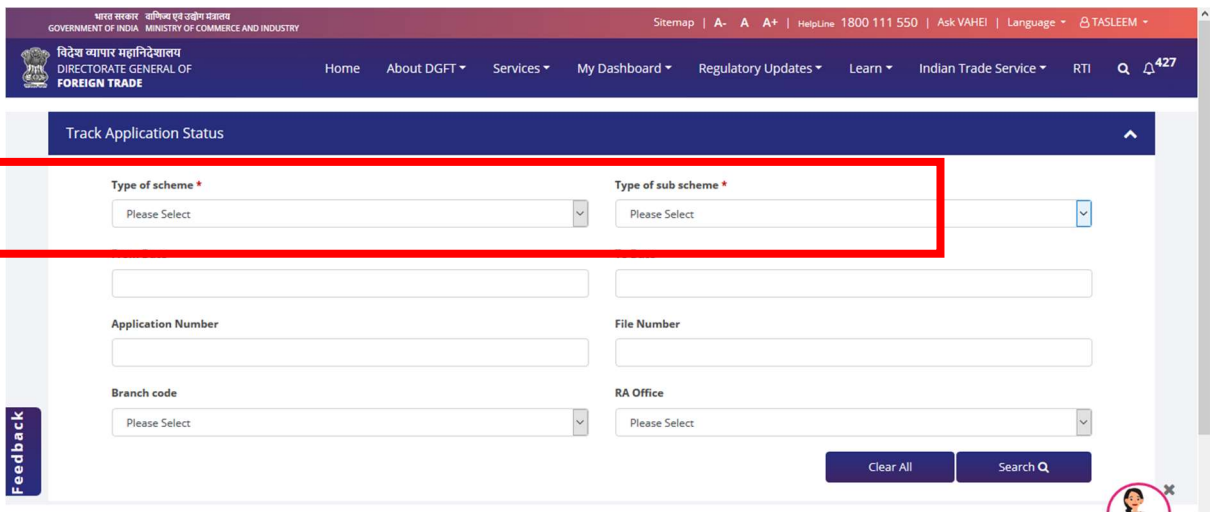 भारत सरकार वाणिज्य एवं उद्योग मंत्रालय
GOVERNMENT OF INDIA MINISTRY OF COMMERCE AND INDUSTRY
Sitemap | A- A A+ | HelpLine 1800 111 550 | Ask VAHEI | Language TASLEEM
विदेश व्यापार महानिदेशालय
DIRECTORATE GENERAL OF
FOREIGN TRADE
Home About DGFT Services My Dashboard Regulatory Updates Learn Indian Trade Service RTI 427
Track Application Status
Type of scheme * Type of sub scheme *
Please Select Please Select
Application Number File Number
Branch code RA Office
Please Select Please Select
Clear All Search
Feedback